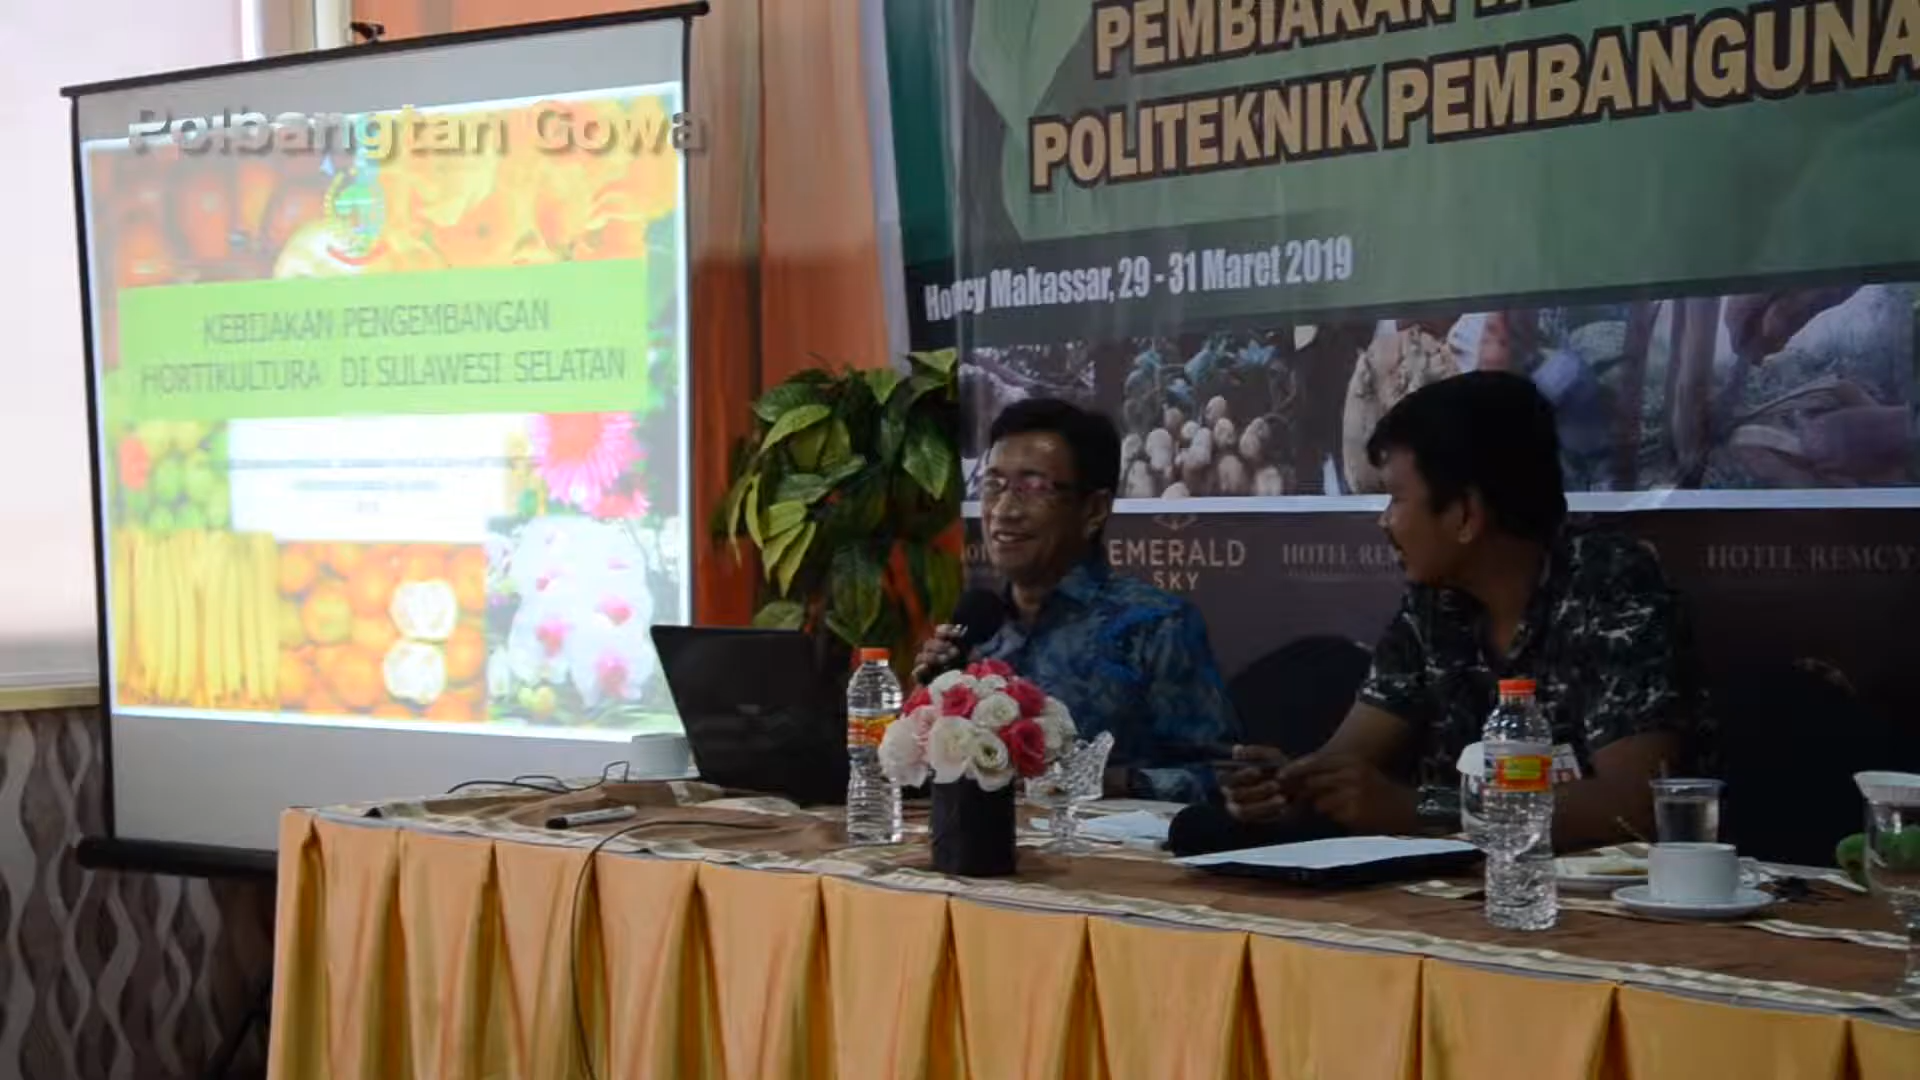 Polbangtan Gowa
KEBIJAKAN PENGEMBANGAN
HORTIKULTURA DI SULAWESI SELATAN
PEMBIAKAN
POLITEKNIK PEMBANGUNA
Makassar, 29 - 31 Maret 2019
EMERALD
SKY
HOTEL
HOTEL REMCY